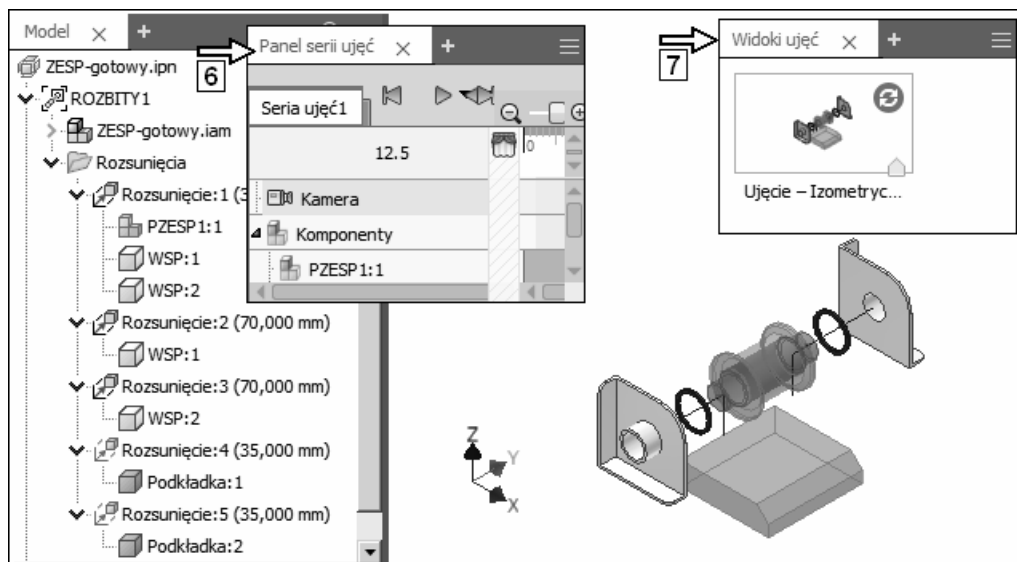 Model
ZESP-gotowy.ipn
ROZBITY1
ZESP-gotowy.iam
Rozsunięcia
Rozsunięcie:1 (3
PZESP1:1
WSP:1
WSP:2
Rozsunięcie:2 (70,000 mm)
WSP:1
Rozsunięcie:3 (70,000 mm)
WSP:2
Rozsunięcie:4 (35,000 mm)
Podkładka:1
Rozsunięcie:5 (35,000 mm)
Podkładka:2
6
Panel serii ujęć
Seria ujęć1
12.5
0
Kamera
Komponenty
PZESP1:1
7
Widoki ujęć
Ujęcie – Izometryc...
Z
Y
X